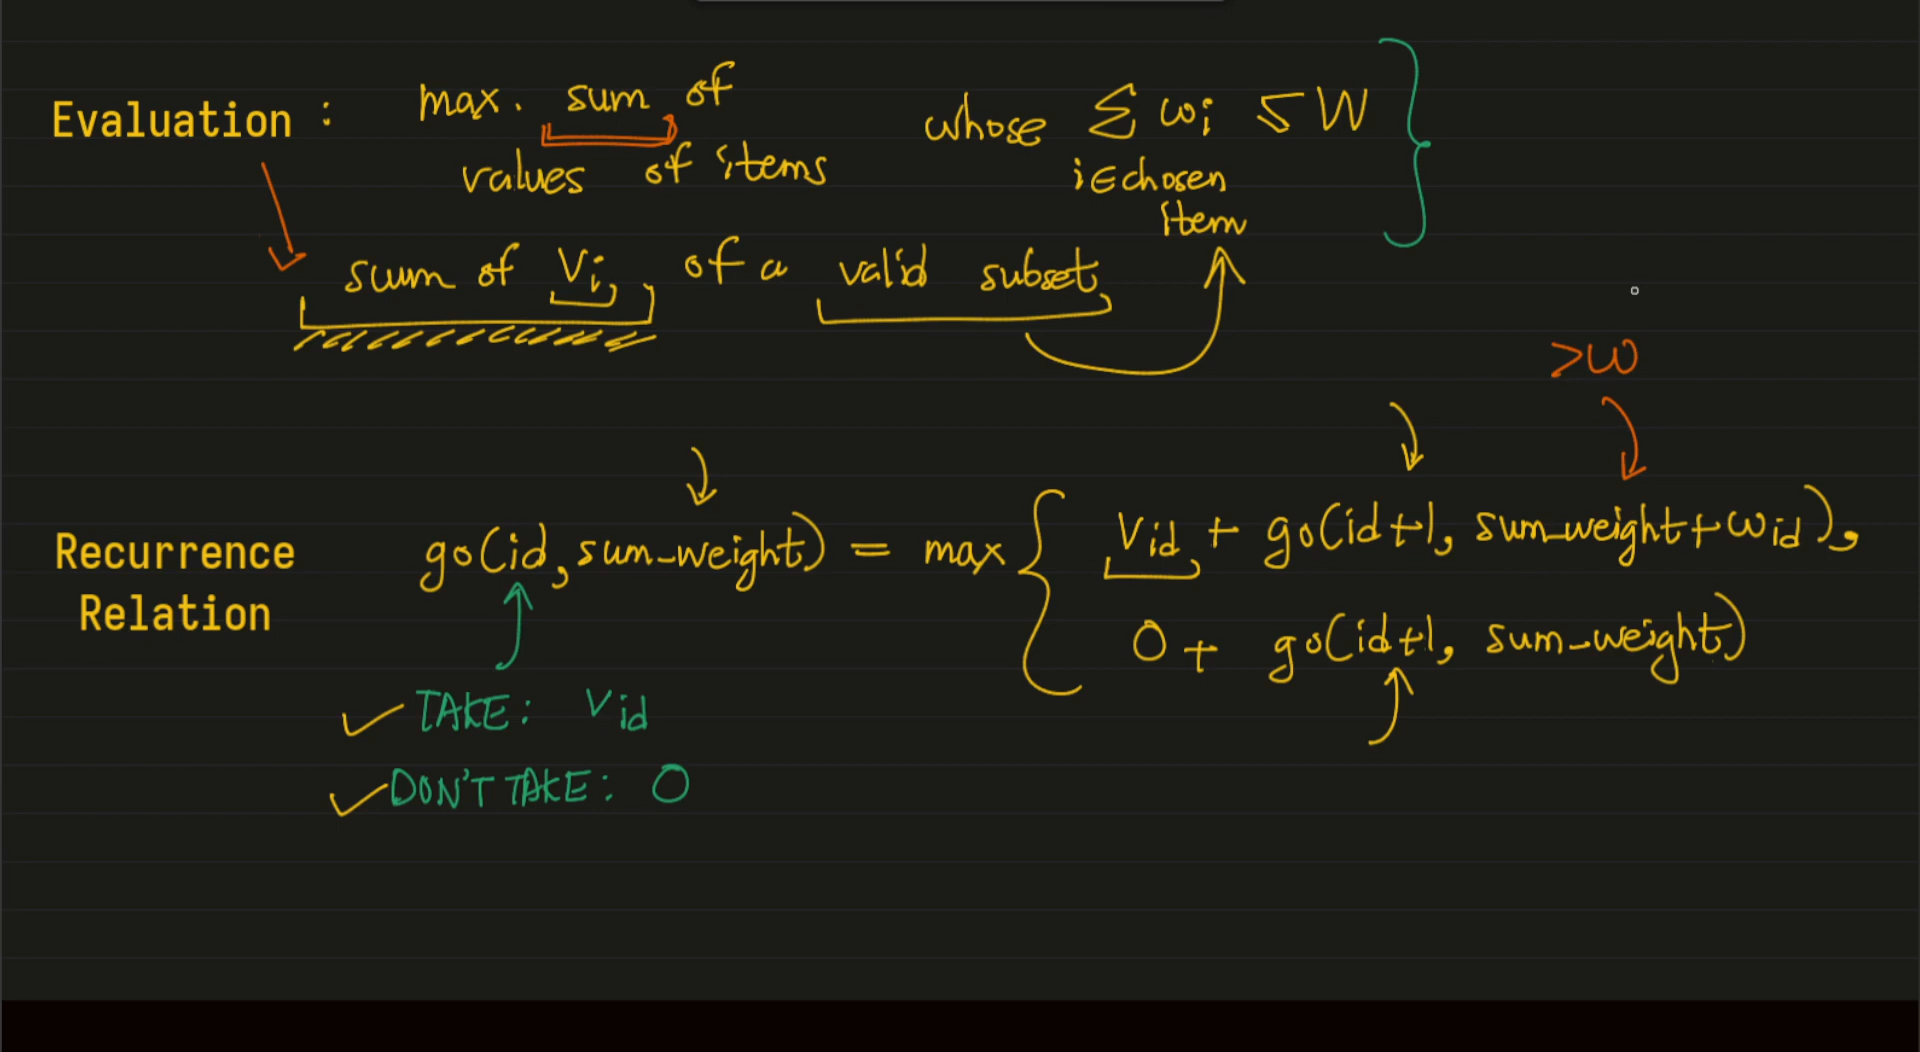 Evaluation : max. sum of values of items whose Σ wi ≤ W
i∈chosen item
sum of Vi, of a valid subset
>W
Recurrence Relation
go(id, sum_weight) = max { Vid + go(id+1, sum_weight+wid),
0 + go(id+1, sum_weight)
✓ TAKE: Vid
✓ DON'T TAKE: 0